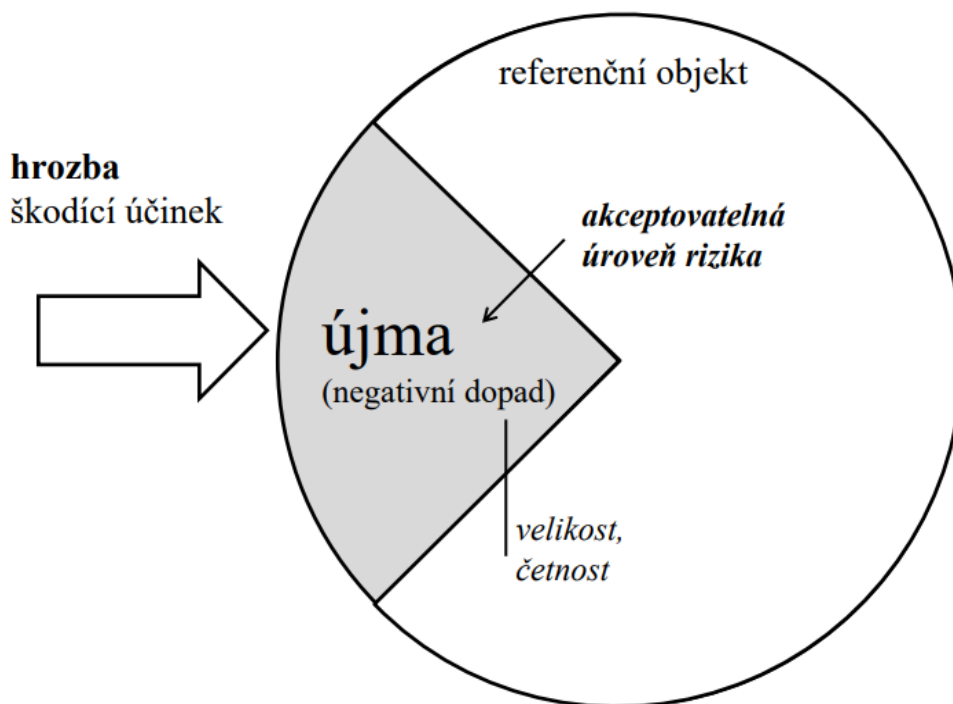 referenční objekt
hrozba
škodící účinek
akceptovatelná
úroveň rizika
újma
(negativní dopad)
velikost,
četnost